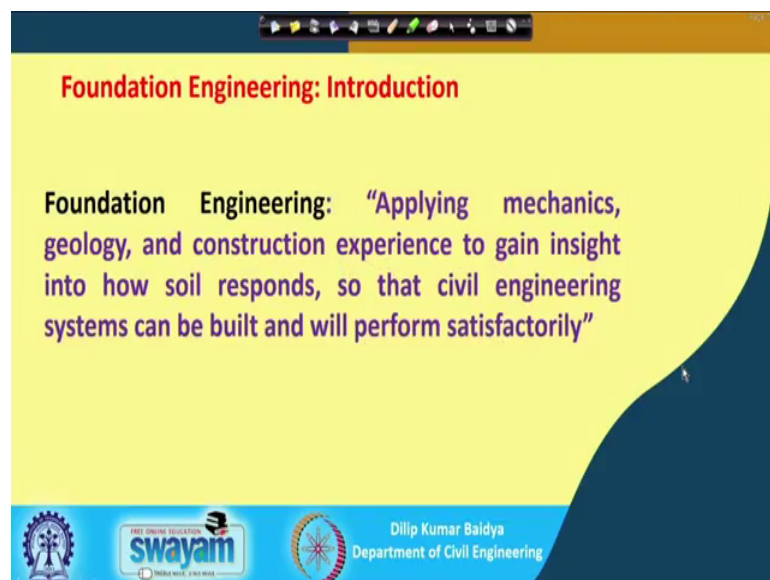 Foundation Engineering: Introduction
Foundation Engineering: “Applying mechanics,
geology, and construction experience to gain insight
into how soil responds, so that civil engineering
systems can be built and will perform satisfactorily”
FREE ONLINE EDUCATION
swayam
Dilip Kumar Baidya
Department of Civil Engineering